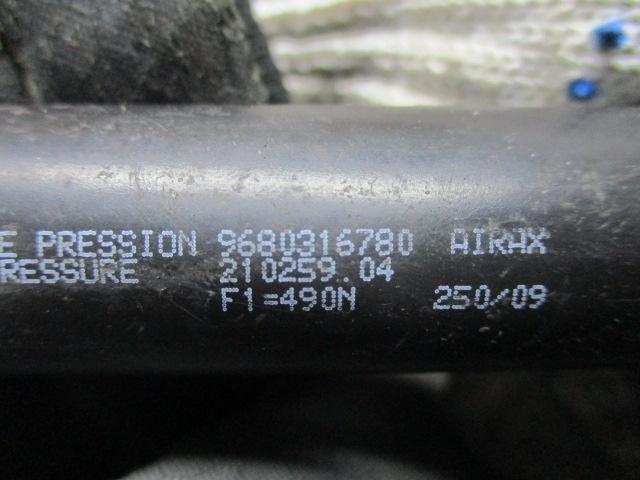 E PRESSION 9680316780 AIRAX
RESSURE 210259.04
F1=490N 250/09